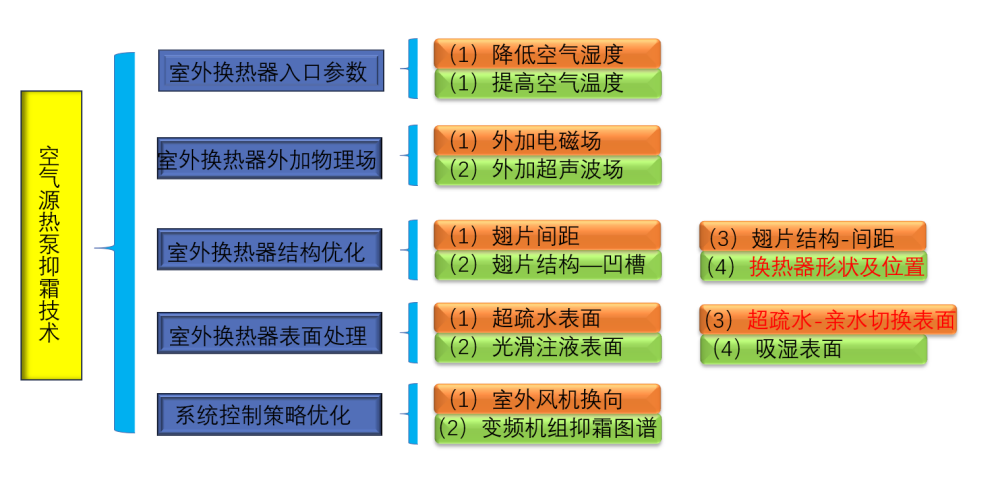 空气源热泵抑霜技术
室外换热器入口参数
(1) 降低空气湿度
(1) 提高空气温度
室外换热器外加物理场
(1) 外加电磁场
(2) 外加超声波场
室外换热器结构优化
(1) 翅片间距
(2) 翅片结构—凹槽
(3) 翅片结构-间距
(4) 换热器形状及位置
室外换热器表面处理
(1) 超疏水表面
(2) 光滑注液表面
(3) 超疏水-亲水切换表面
(4) 吸湿表面
系统控制策略优化
(1) 室外风机换向
(2) 变频机组抑霜图谱